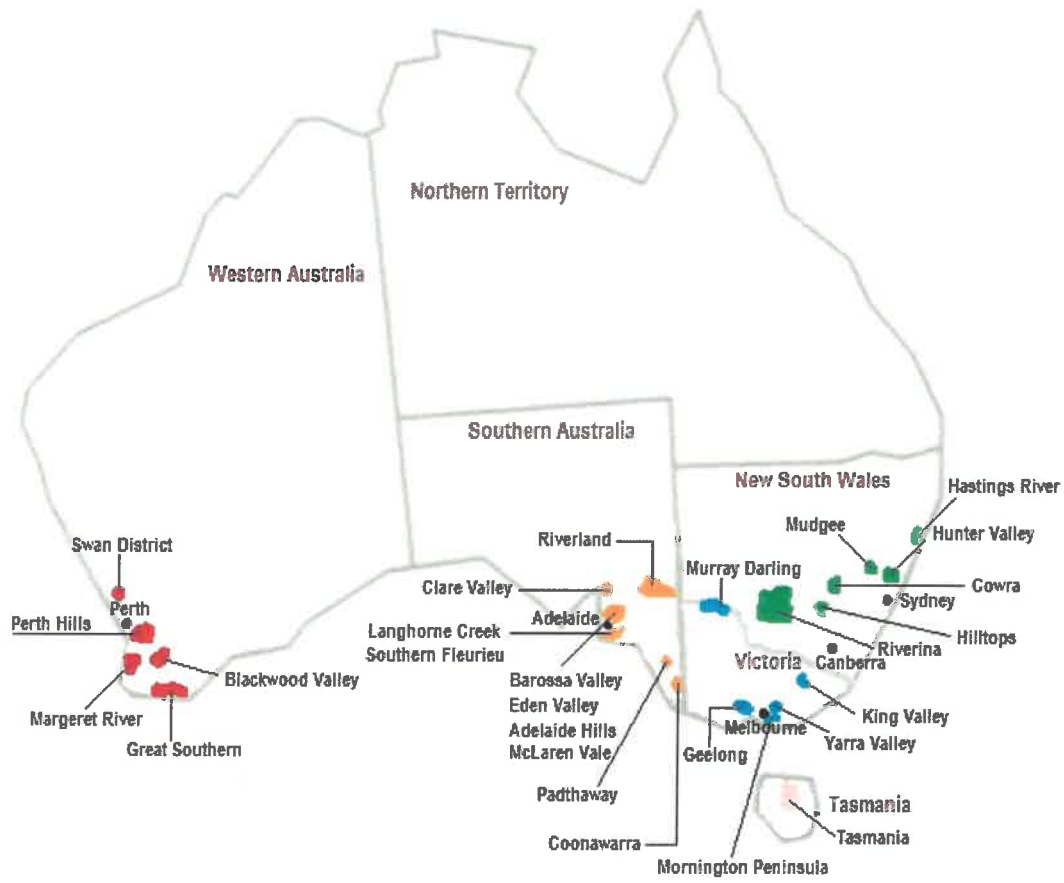 Northern Territory
Western Australia
Southern Australia
New South Wales
Hastings River
Mudgee
Hunter Valley
Swan District
Riverland
Murray Darling
Clare Valley
Cowra
Perth
Sydney
Perth Hills
Adelaide
Langhorne Creek
Southern Fleurieu
Hilltops
Riverina
Victoria
Canberra
Blackwood Valley
Barossa Valley
Eden Valley
Adelaide Hills
McLaren Vale
Margeret River
Great Southern
King Valley
Melbourne
Yarra Valley
Geelong
Padthaway
Tasmania
Tasmania
Coonawarra
Mornington Peninsula